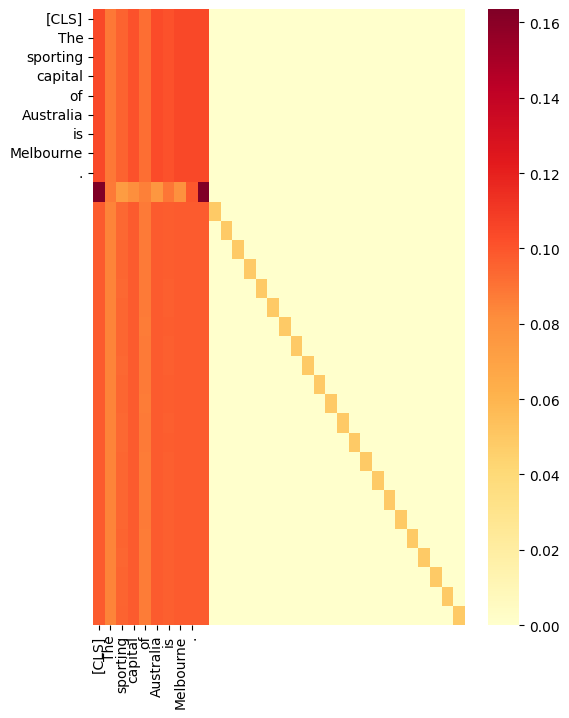 [CLS]
The
sporting
capital
of
Australia
is
Melbourne
.
0.16
0.14
0.12
0.10
0.08
0.06
0.04
0.02
0.00
[CLS]
The
sporting
capital
of
Australia
is
Melbourne
.